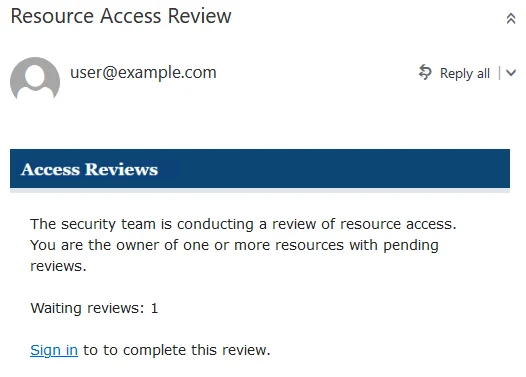 Resource Access Review
user@example.com
Reply all
Access Reviews
The security team is conducting a review of resource access.
You are the owner of one or more resources with pending
reviews.
Waiting reviews: 1
Sign in to to complete this review.